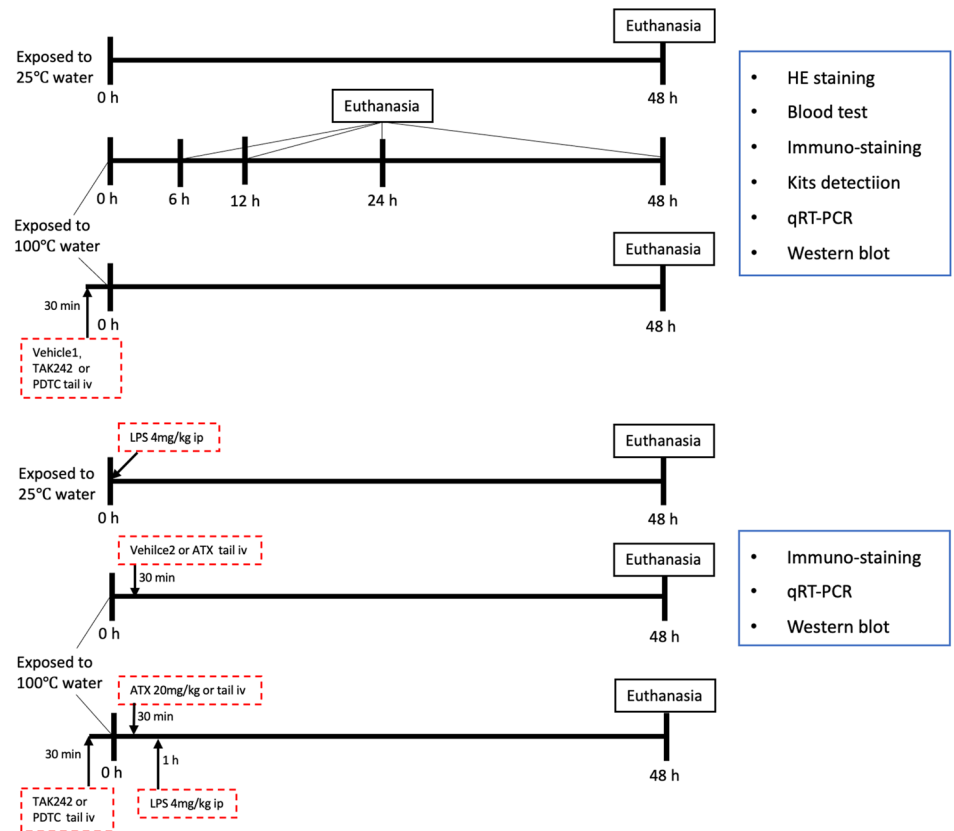 Euthanasia
Exposed to
25℃ water
0 h
48 h
Euthanasia
0 h
6 h
12 h
24 h
48 h
Exposed to
100℃ water
Euthanasia
30 min
0 h
48 h
Vehicle1,
TAK242 or
PDTC tail iv
• HE staining
• Blood test
• Immuno-staining
• Kits detectiion
• qRT-PCR
• Western blot
LPS 4mg/kg ip
Euthanasia
Exposed to
25℃ water
0 h
48 h
Vehilce2 or ATX tail iv
30 min
Euthanasia
0 h
48 h
Exposed to
100℃ water
ATX 20mg/kg or tail iv
30 min
Euthanasia
30 min
0 h
1 h
48 h
TAK242 or
PDTC tail iv
LPS 4mg/kg ip
• Immuno-staining
• qRT-PCR
• Western blot